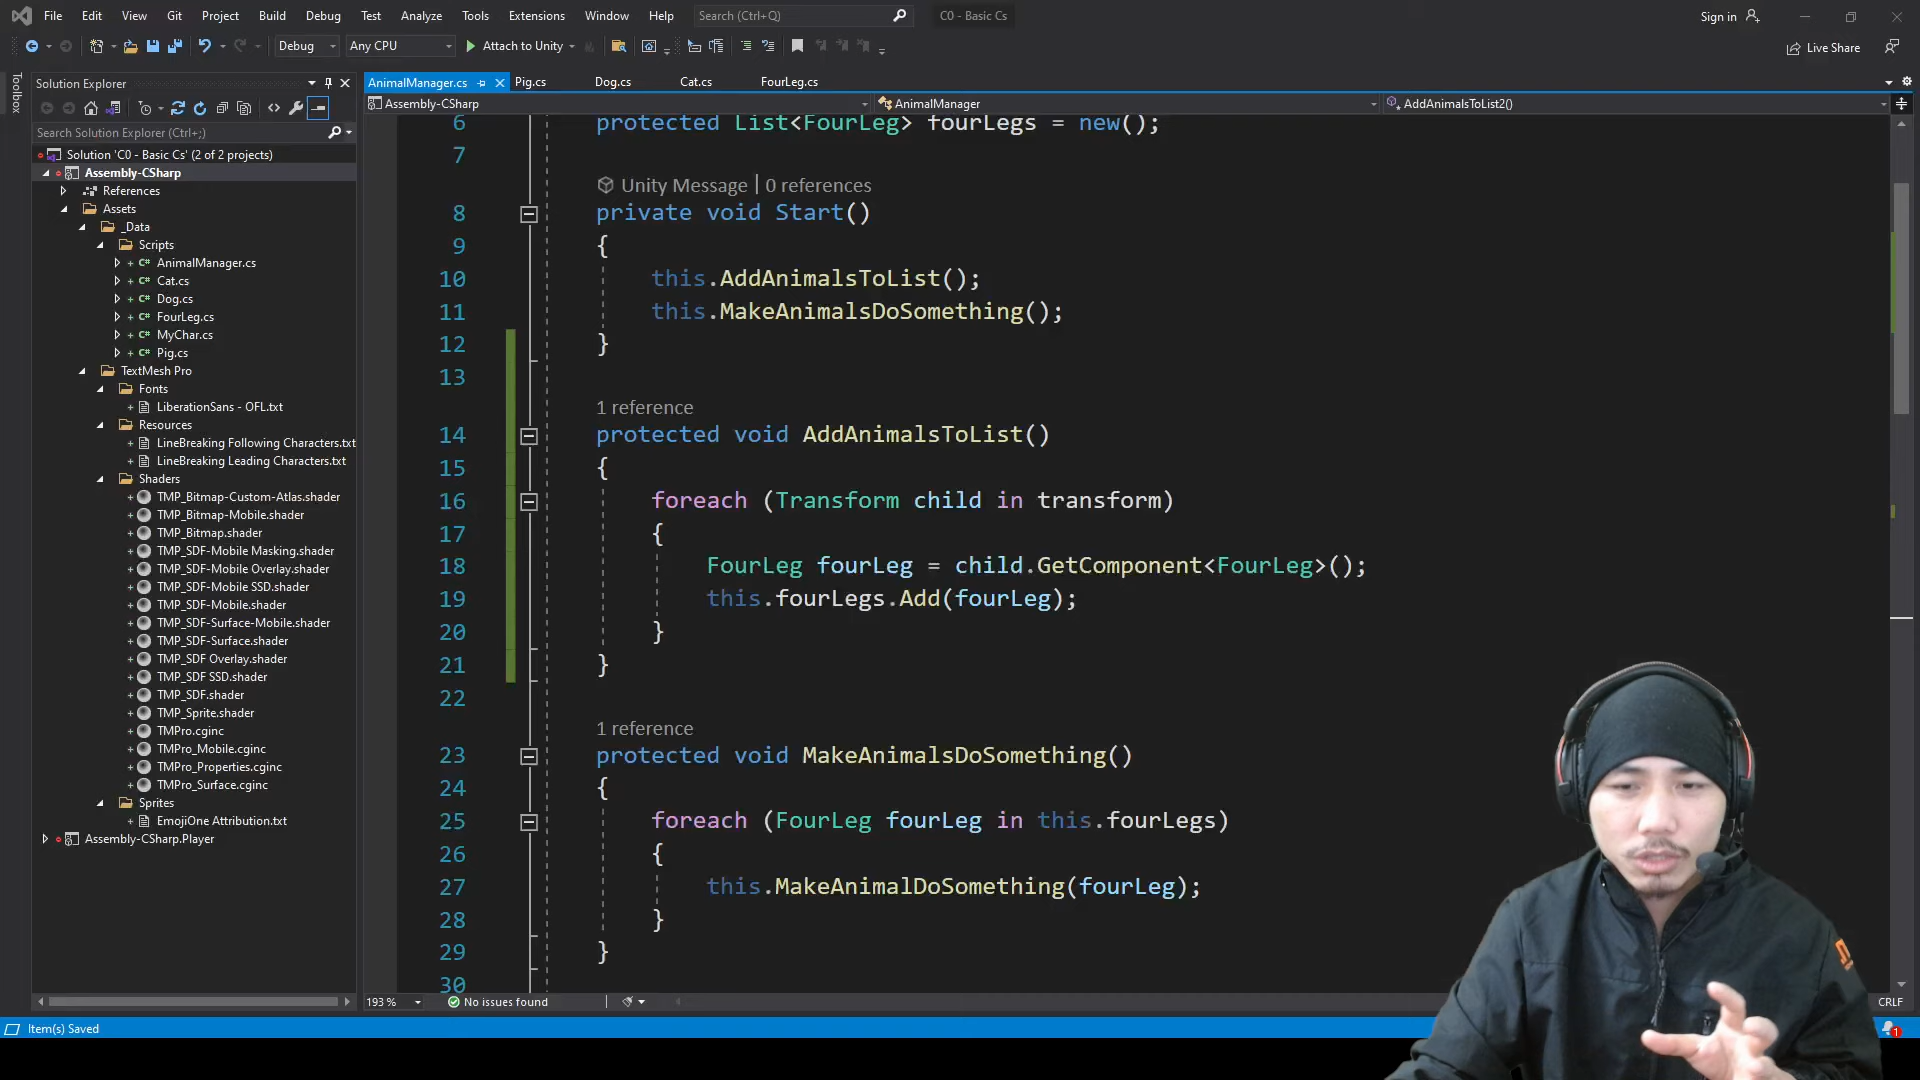 File Edit View Git Project Build Debug Test Analyze Tools Extensions Window Help Search (Ctrl+Q) C0 - Basic Cs Sign in
Debug Any CPU Attach to Unity Live Share
Toolbox
Solution Explorer
Search Solution Explorer (Ctrl+;)
Solution 'C0 - Basic Cs' (2 of 2 projects)
Assembly-CSharp
References
Assets
_Data
Scripts
AnimalManager.cs
Cat.cs
Dog.cs
FourLeg.cs
MyChar.cs
Pig.cs
TextMesh Pro
Fonts
LiberationSans - OFL.txt
Resources
LineBreaking Following Characters.txt
LineBreaking Leading Characters.txt
Shaders
TMP_Bitmap-Custom-Atlas.shader
TMP_Bitmap-Mobile.shader
TMP_Bitmap.shader
TMP_SDF-Mobile Masking.shader
TMP_SDF-Mobile Overlay.shader
TMP_SDF-Mobile SSD.shader
TMP_SDF-Mobile.shader
TMP_SDF-Surface-Mobile.shader
TMP_SDF-Surface.shader
TMP_SDF Overlay.shader
TMP_SDF SSD.shader
TMP_SDF.shader
TMP_Sprite.shader
TMPro.cginc
TMPro_Mobile.cginc
TMPro_Properties.cginc
TMPro_Surface.cginc
Sprites
EmojiOne Attribution.txt
Assembly-CSharp.Player
AnimalManager.cs Pig.cs Dog.cs Cat.cs FourLeg.cs
Assembly-CSharp AnimalManager AddAnimalsToList2()
6 protected List<FourLeg> fourLegs = new();
7
Unity Message | 0 references
8 private void Start()
9 {
10 this.AddAnimalsToList();
11 this.MakeAnimalsDoSomething();
12 }
13
1 reference
14 protected void AddAnimalsToList()
15 {
16 foreach (Transform child in transform)
17 {
18 FourLeg fourLeg = child.GetComponent<FourLeg>();
19 this.fourLegs.Add(fourLeg);
20 }
21 }
22
1 reference
23 protected void MakeAnimalsDoSomething()
24 {
25 foreach (FourLeg fourLeg in this.fourLegs)
26 {
27 this.MakeAnimalDoSomething(fourLeg);
28 }
29 }
30
193 % No issues found CRLF
Item(s) Saved 1